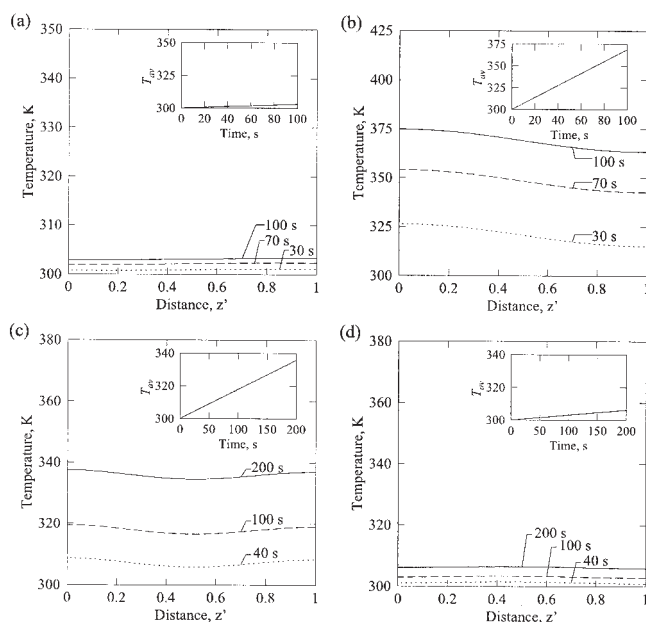 (a)
350
340
330
320
310
305
300
Temperature, K
0 0.2 0.4 0.6 0.8 1
Distance, z'
350
325
300
T_av
0 20 40 60 80 100
Time, s
100 s
70 s
30 s
(b)
425
400
375
350
325
300
Temperature, K
0 0.2 0.4 0.6 0.8 1
Distance, z'
375
350
325
300
T_av
0 20 40 60 80 100
Time, s
100 s
70 s
30 s
(c)
380
360
340
320
300
Temperature, K
0 0.2 0.4 0.6 0.8 1
Distance, z'
340
320
300
T_av
0 50 100 150 200
Time, s
200 s
100 s
40 s
(d)
380
360
340
320
300
Temperature, K
0 0.2 0.4 0.6 0.8 1
Distance, z'
340
320
300
T_av
0 50 100 150 200
Time, s
200 s
100 s
40 s